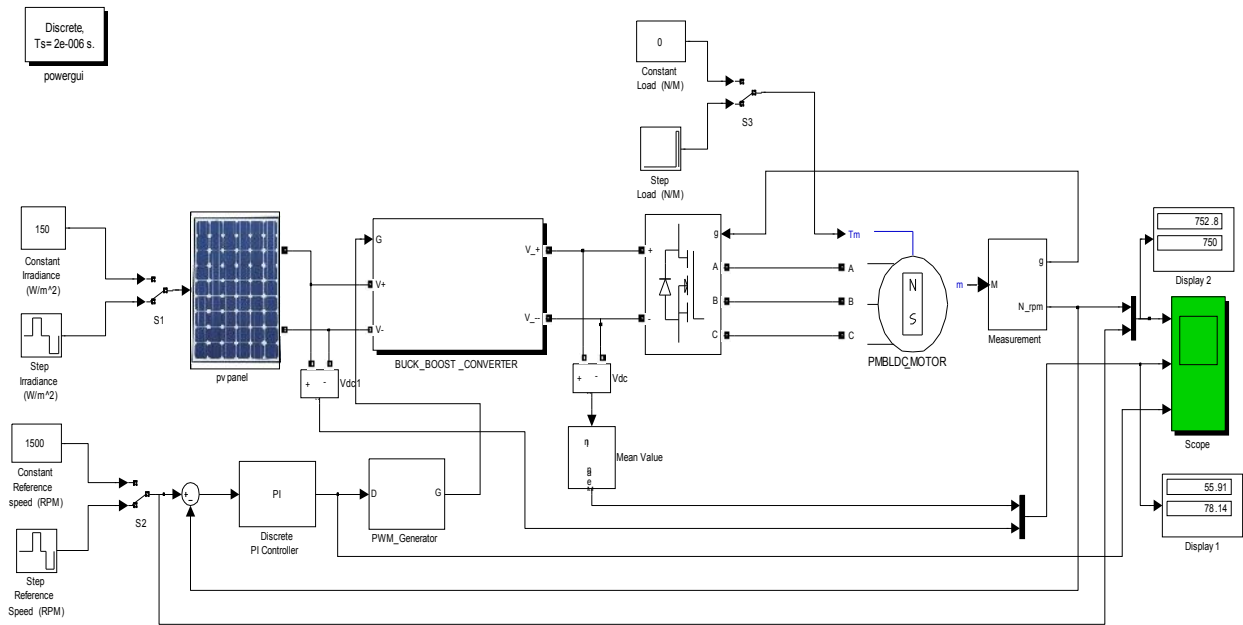 Discrete,
Ts= 2e-006 s.
powergui
0
Constant
Load (N/M)
S3
Step
Load (N/M)
150
Constant
Irradiance
(W/m^2)
S1
Step
Irradiance
(W/m^2)
pv panel
G
V+
V-
V_+
V_--
BUCK_BOOST _CONVERTER
+ -
Vdc1
+ -
Vdc
Mean Value
+
-
g
A
B
C
Tm
A
B
C
N
S
m
PMBLDC_MOTOR
M
g
N_rpm
Measurement
752.8
750
Display 2
Scope
55.91
78.14
Display 1
1500
Constant
Reference
speed (RPM)
S2
Step
Reference
Speed (RPM)
+
-
PI
Discrete
PI Controller
D
G
PWM_Generator